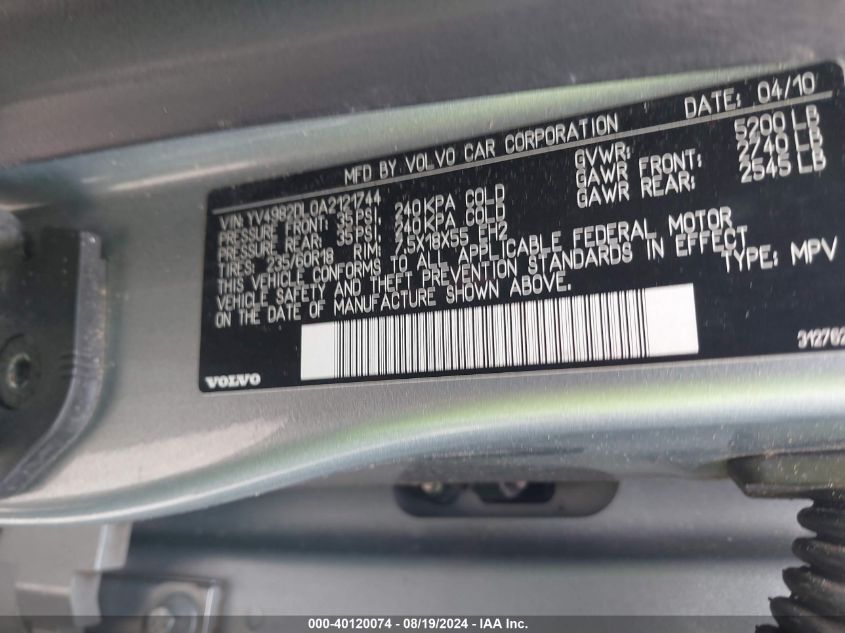 DATE: 04/10
MFD BY VOLVO CAR CORPORATION
GVWR: 5200 LB
GAWR FRONT: 2740 LB
GAWR REAR: 2545 LB
VIN YV4982DL0A2121744
PRESSURE FRONT: 35PSI, 240KPA COLD
PRESSURE REAR: 35PSI, 240KPA COLD
TIRES: 235/60R18 RIM: 7,5X18X55 EH2
THIS VEHICLE CONFORMS TO ALL APPLICABLE FEDERAL MOTOR
VEHICLE SAFETY AND THEFT PREVENTION STANDARDS IN EFFECT
ON THE DATE OF MANUFACTURE SHOWN ABOVE. TYPE: MPV
VOLVO
312762
000-40120074 - 08/19/2024 - IAA Inc.